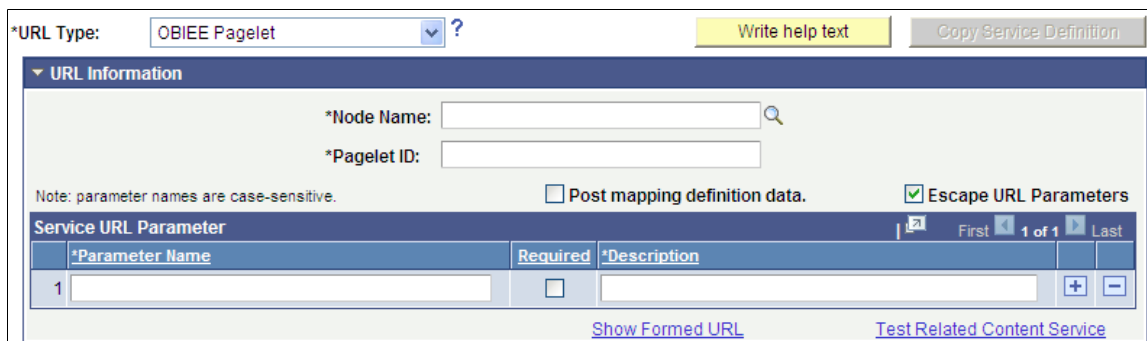 *URL Type: OBIEE Pagelet ? Write help text Copy Service Definition
URL Information
*Node Name:
*Pagelet ID:
Note: parameter names are case-sensitive. Post mapping definition data. Escape URL Parameters
Service URL Parameter | First 1 of 1 Last
*Parameter Name Required *Description
1
Show Formed URL Test Related Content Service